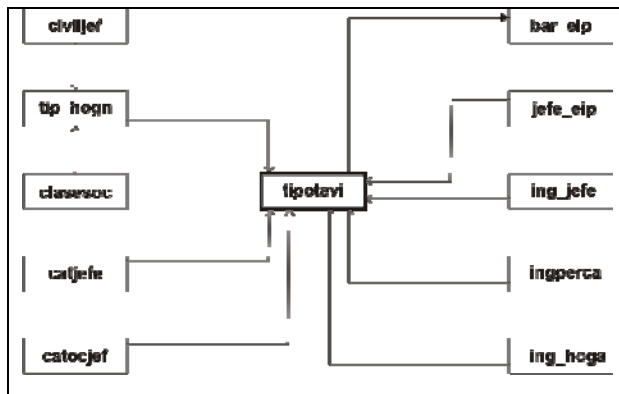 civiljef
bar_eip
tip_hogn
jefe_eip
clasesoc
tipotavi
ing_jefe
catjefe
ingperca
catocjef
ing_hoga